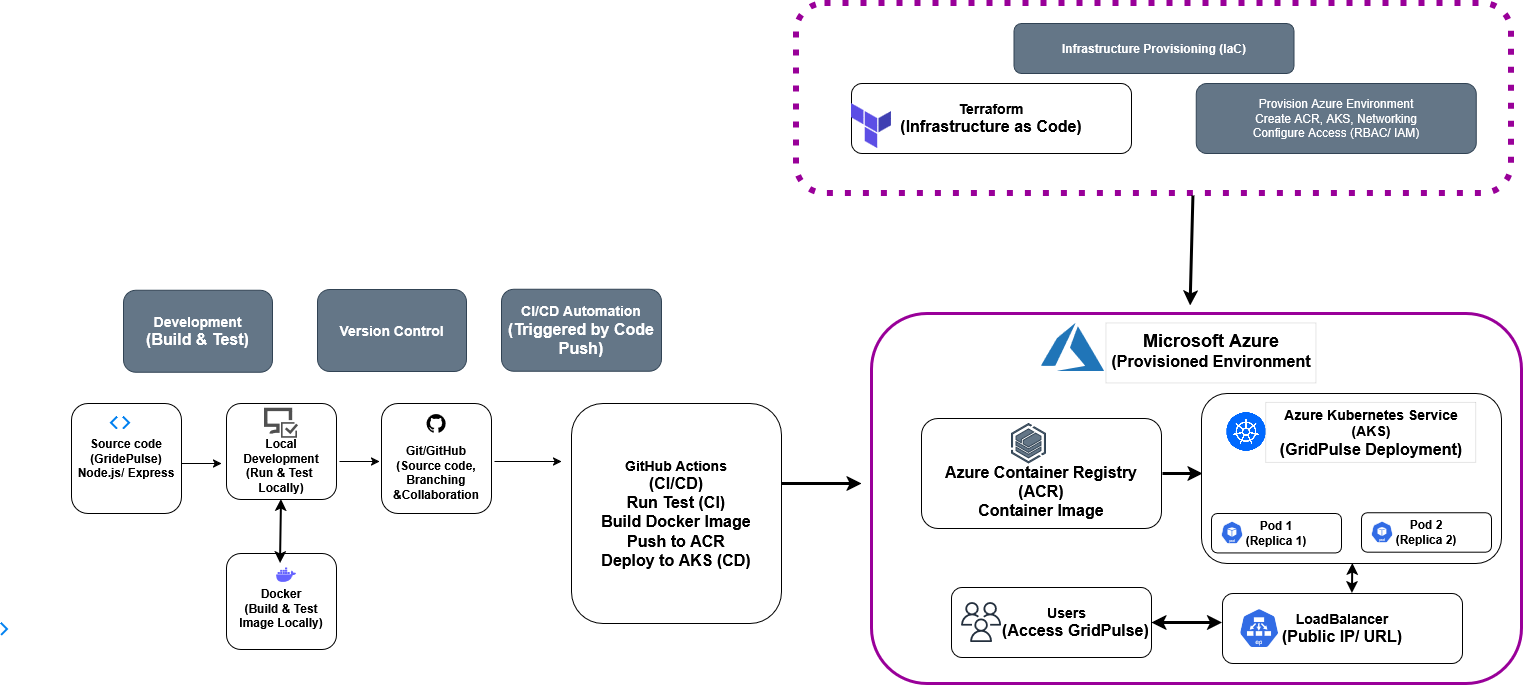 Infrastructure Provisioning (IaC)
Terraform
(Infrastructure as Code)
Provision Azure Environment
Create ACR, AKS, Networking
Configure Access (RBAC/ IAM)
Development
(Build & Test)
Version Control
CI/CD Automation
(Triggered by Code
Push)
Source code
(GridePulse)
Node.js/ Express
Local
Development
(Run & Test
Locally)
Git/GitHub
(Source code,
Branching
&Collaboration
Docker
(Build & Test
Image Locally)
GitHub Actions
(CI/CD)
Run Test (CI)
Build Docker Image
Push to ACR
Deploy to AKS (CD)
Microsoft Azure
(Provisioned Environment
Azure Container Registry
(ACR)
Container Image
Azure Kubernetes Service
(AKS)
(GridPulse Deployment)
Pod 1
(Replica 1)
Pod 2
(Replica 2)
Users
(Access GridPulse)
LoadBalancer
(Public IP/ URL)